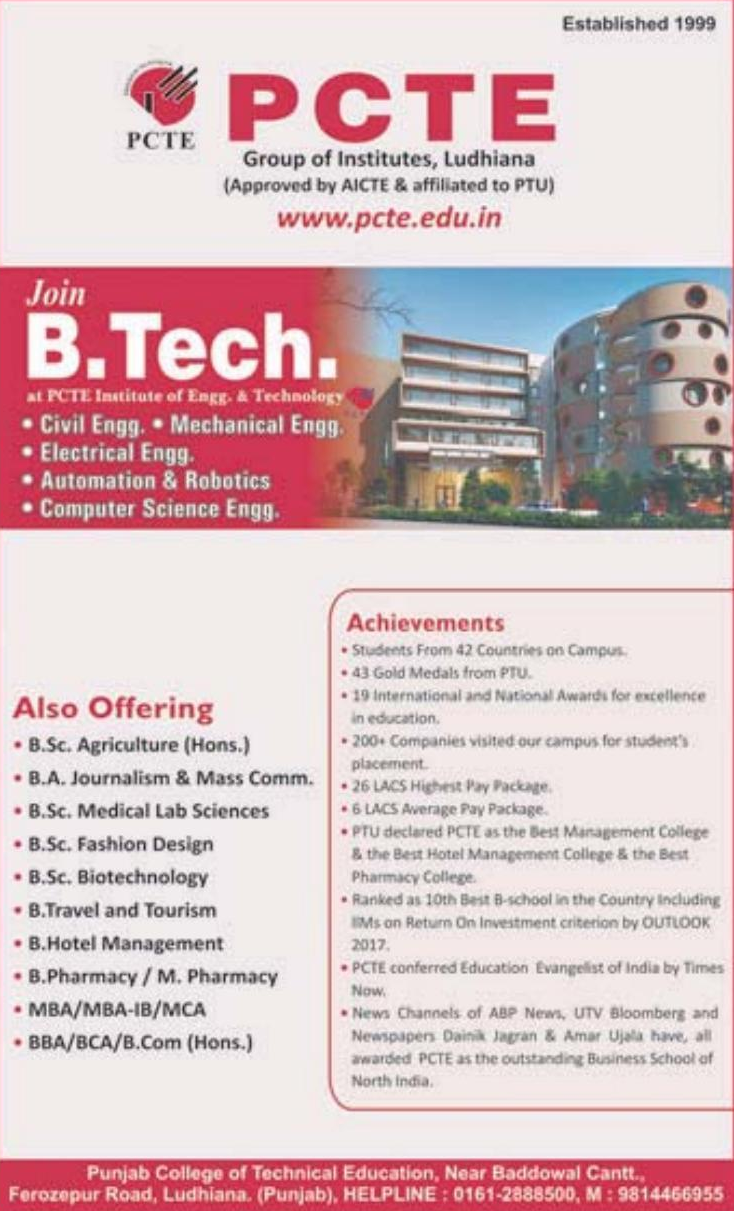 Established 1999
PCTE
PCTE
Group of Institutes, Ludhiana
(Approved by AICTE & affiliated to PTU)
www.pcte.edu.in
Join
B.Tech.
at PCTE Institute of Engg. & Technology
• Civil Engg. • Mechanical Engg.
• Electrical Engg.
• Automation & Robotics
• Computer Science Engg.
Also Offering
• B.Sc. Agriculture (Hons.)
• B.A. Journalism & Mass Comm.
• B.Sc. Medical Lab Sciences
• B.Sc. Fashion Design
• B.Sc. Biotechnology
• B.Travel and Tourism
• B.Hotel Management
• B.Pharmacy / M. Pharmacy
• MBA/MBA-IB/MCA
• BBA/BCA/B.Com (Hons.)
Achievements
• Students From 42 Countries on Campus.
• 43 Gold Medals from PTU.
• 19 International and National Awards for excellence
in education.
• 200+ Companies visited our campus for student's
placement.
• 26 LACS Highest Pay Package.
• 6 LACS Average Pay Package.
• PTU declared PCTE as the Best Management College
& the Best Hotel Management College & the Best
Pharmacy College.
• Ranked as 10th Best B-school in the Country Including
IIMs on Return On Investment criterion by OUTLOOK
2017.
• PCTE conferred Education Evangelist of India by Times
Now.
• News Channels of ABP News, UTV Bloomberg and
Newspapers Dainik Jagran & Amar Ujala have, all
awarded PCTE as the outstanding Business School of
North India.
Punjab College of Technical Education, Near Baddowal Cantt.,
Ferozepur Road, Ludhiana. (Punjab), HELPLINE : 0161-2888500, M : 9814466955